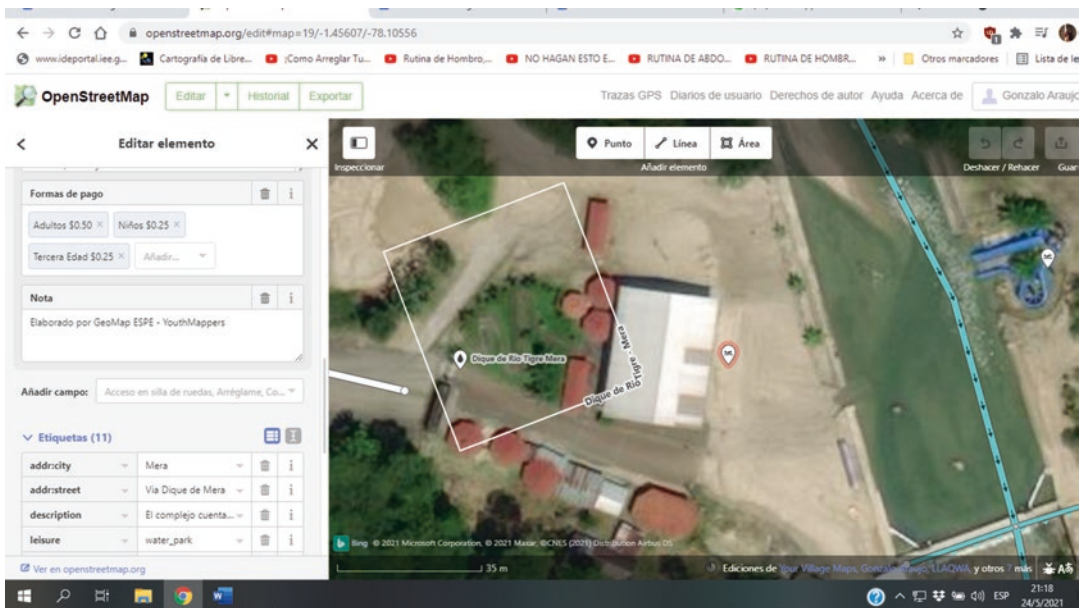 openstreetmap.org/edit#map=19/-1.45607/-78.10556
www.ideportal.iee.g... Cartografía de Libre... ¡Como Arreglar Tu... Rutina de Hombro,... NO HAGAN ESTO E... RUTINA DE ABDO... RUTINA DE HOMBR... » Otros marcadores Lista de le
OpenStreetMap Editar Historial Exportar Trazas GPS Diarios de usuario Derechos de autor Ayuda Acerca de Gonzalo Araujo
Editar elemento
Inspeccionar
Punto Línea Área
Añadir elemento
Deshacer / Rehacer Guar
Formas de pago
Adultos $0.50 × Niños $0.25 ×
Tercera Edad $0.25 × Añadir...
Nota
Elaborado por GeoMap ESPE - YouthMappers
Añadir campo: Acceso en silla de ruedas, Arréglame, Co...
Etiquetas (11)
addr:city Mera
addr:street Via Dique de Mera
description El complejo cuenta...
leisure water_park
Ver en openstreetmap.org
Dique de Rio Tigre Mera
Dique de Rio Tigre - Mera
Bing © 2021 Microsoft Corporation, © 2021 Maxar, ©CNES (2021) Distribution Airbus DS
35 m
Ediciones de Your Village Maps, Gonzalo Araujo, LLAQWA, y otros 7 más
ESP
21:18
24/5/2021